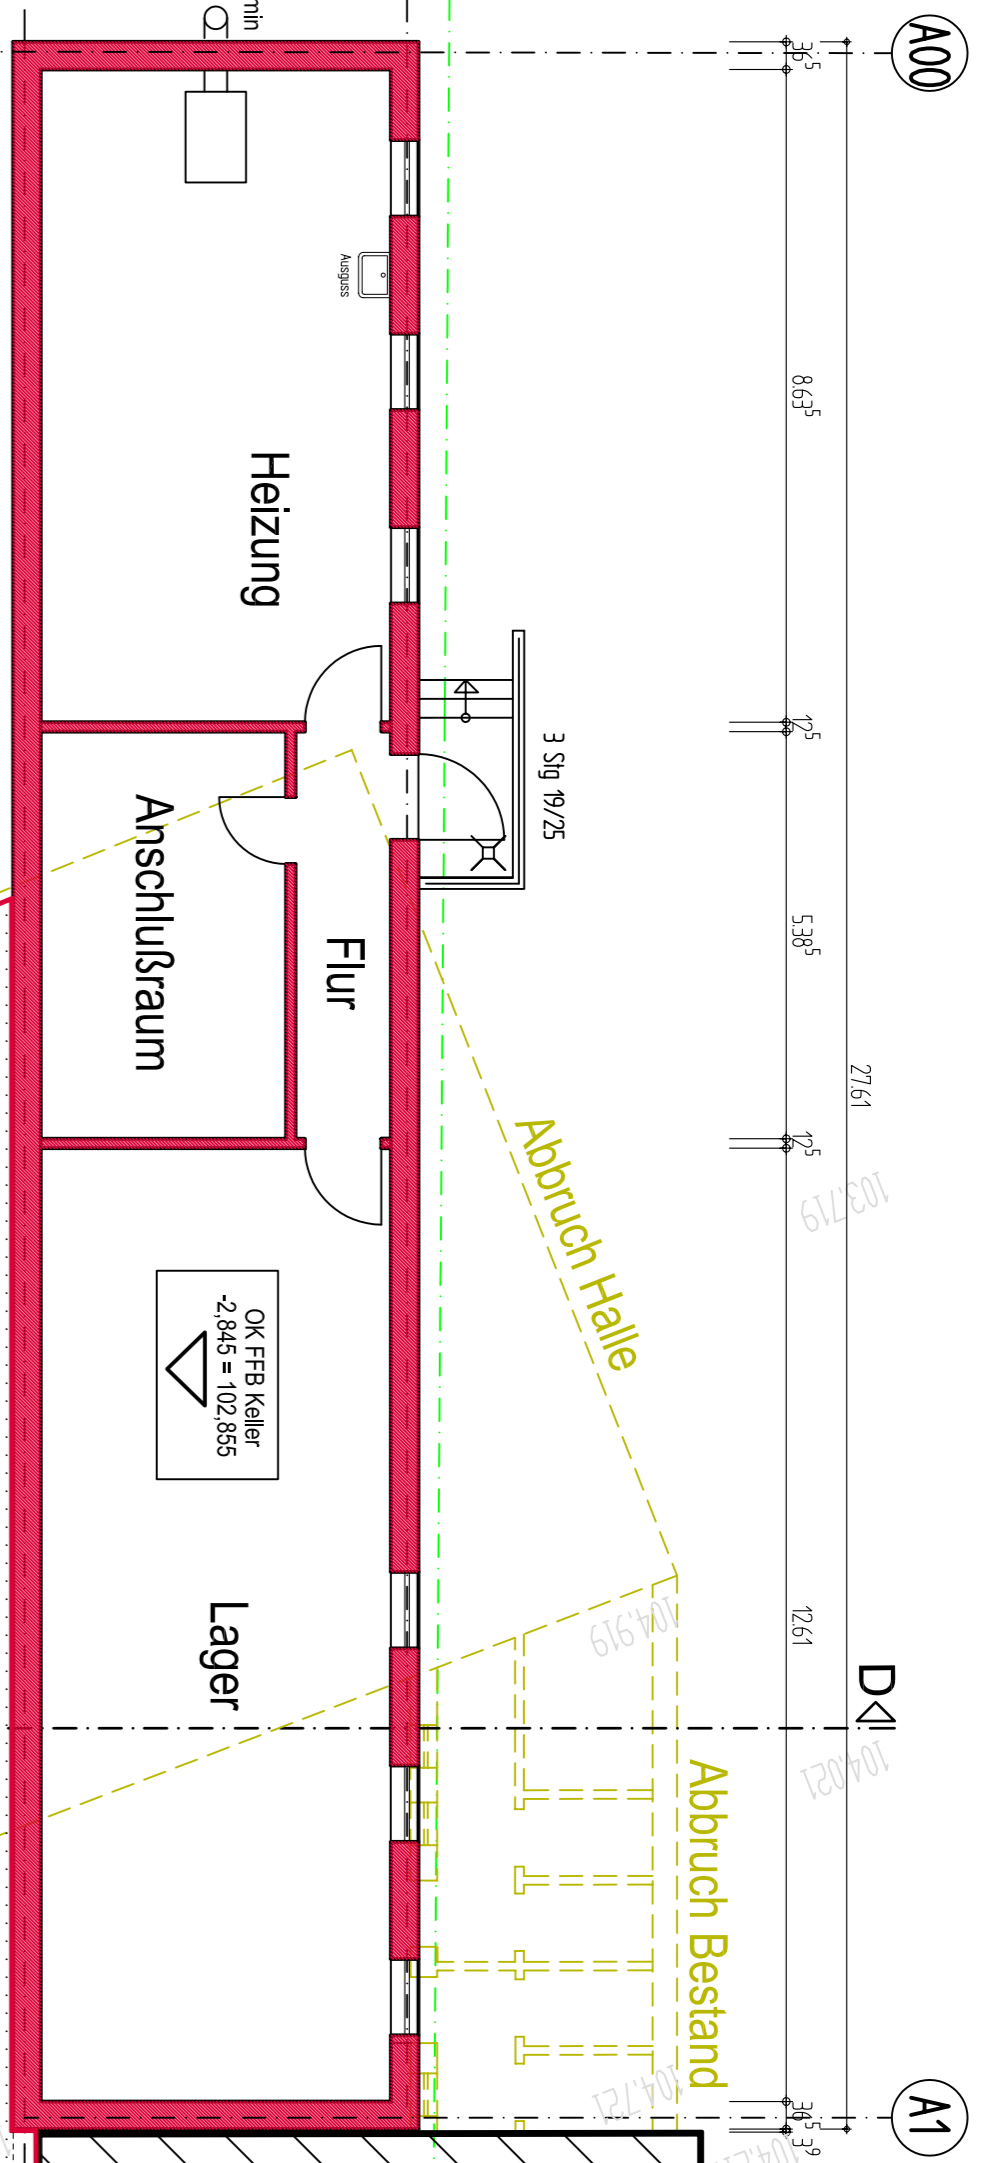 A00
36⁵
8.63⁵
12⁵
5.38⁵
12⁵
12.61
36⁵
3⁹
27.61
A1
D
103.719
104.919
104.021
104.721
min
Ausguss
Heizung
3 Stg 19/25
Anschlußraum
Flur
Abbruch Halle
OK FFB Keller
-2,845 = 102,855
Lager
Abbruch Bestand